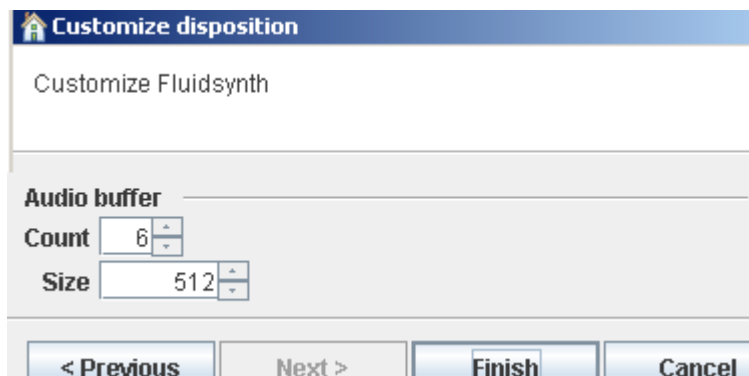 Customize disposition
Customize Fluidsynth
Audio buffer
Count 6
Size 512
< Previous Next > Finish Cancel